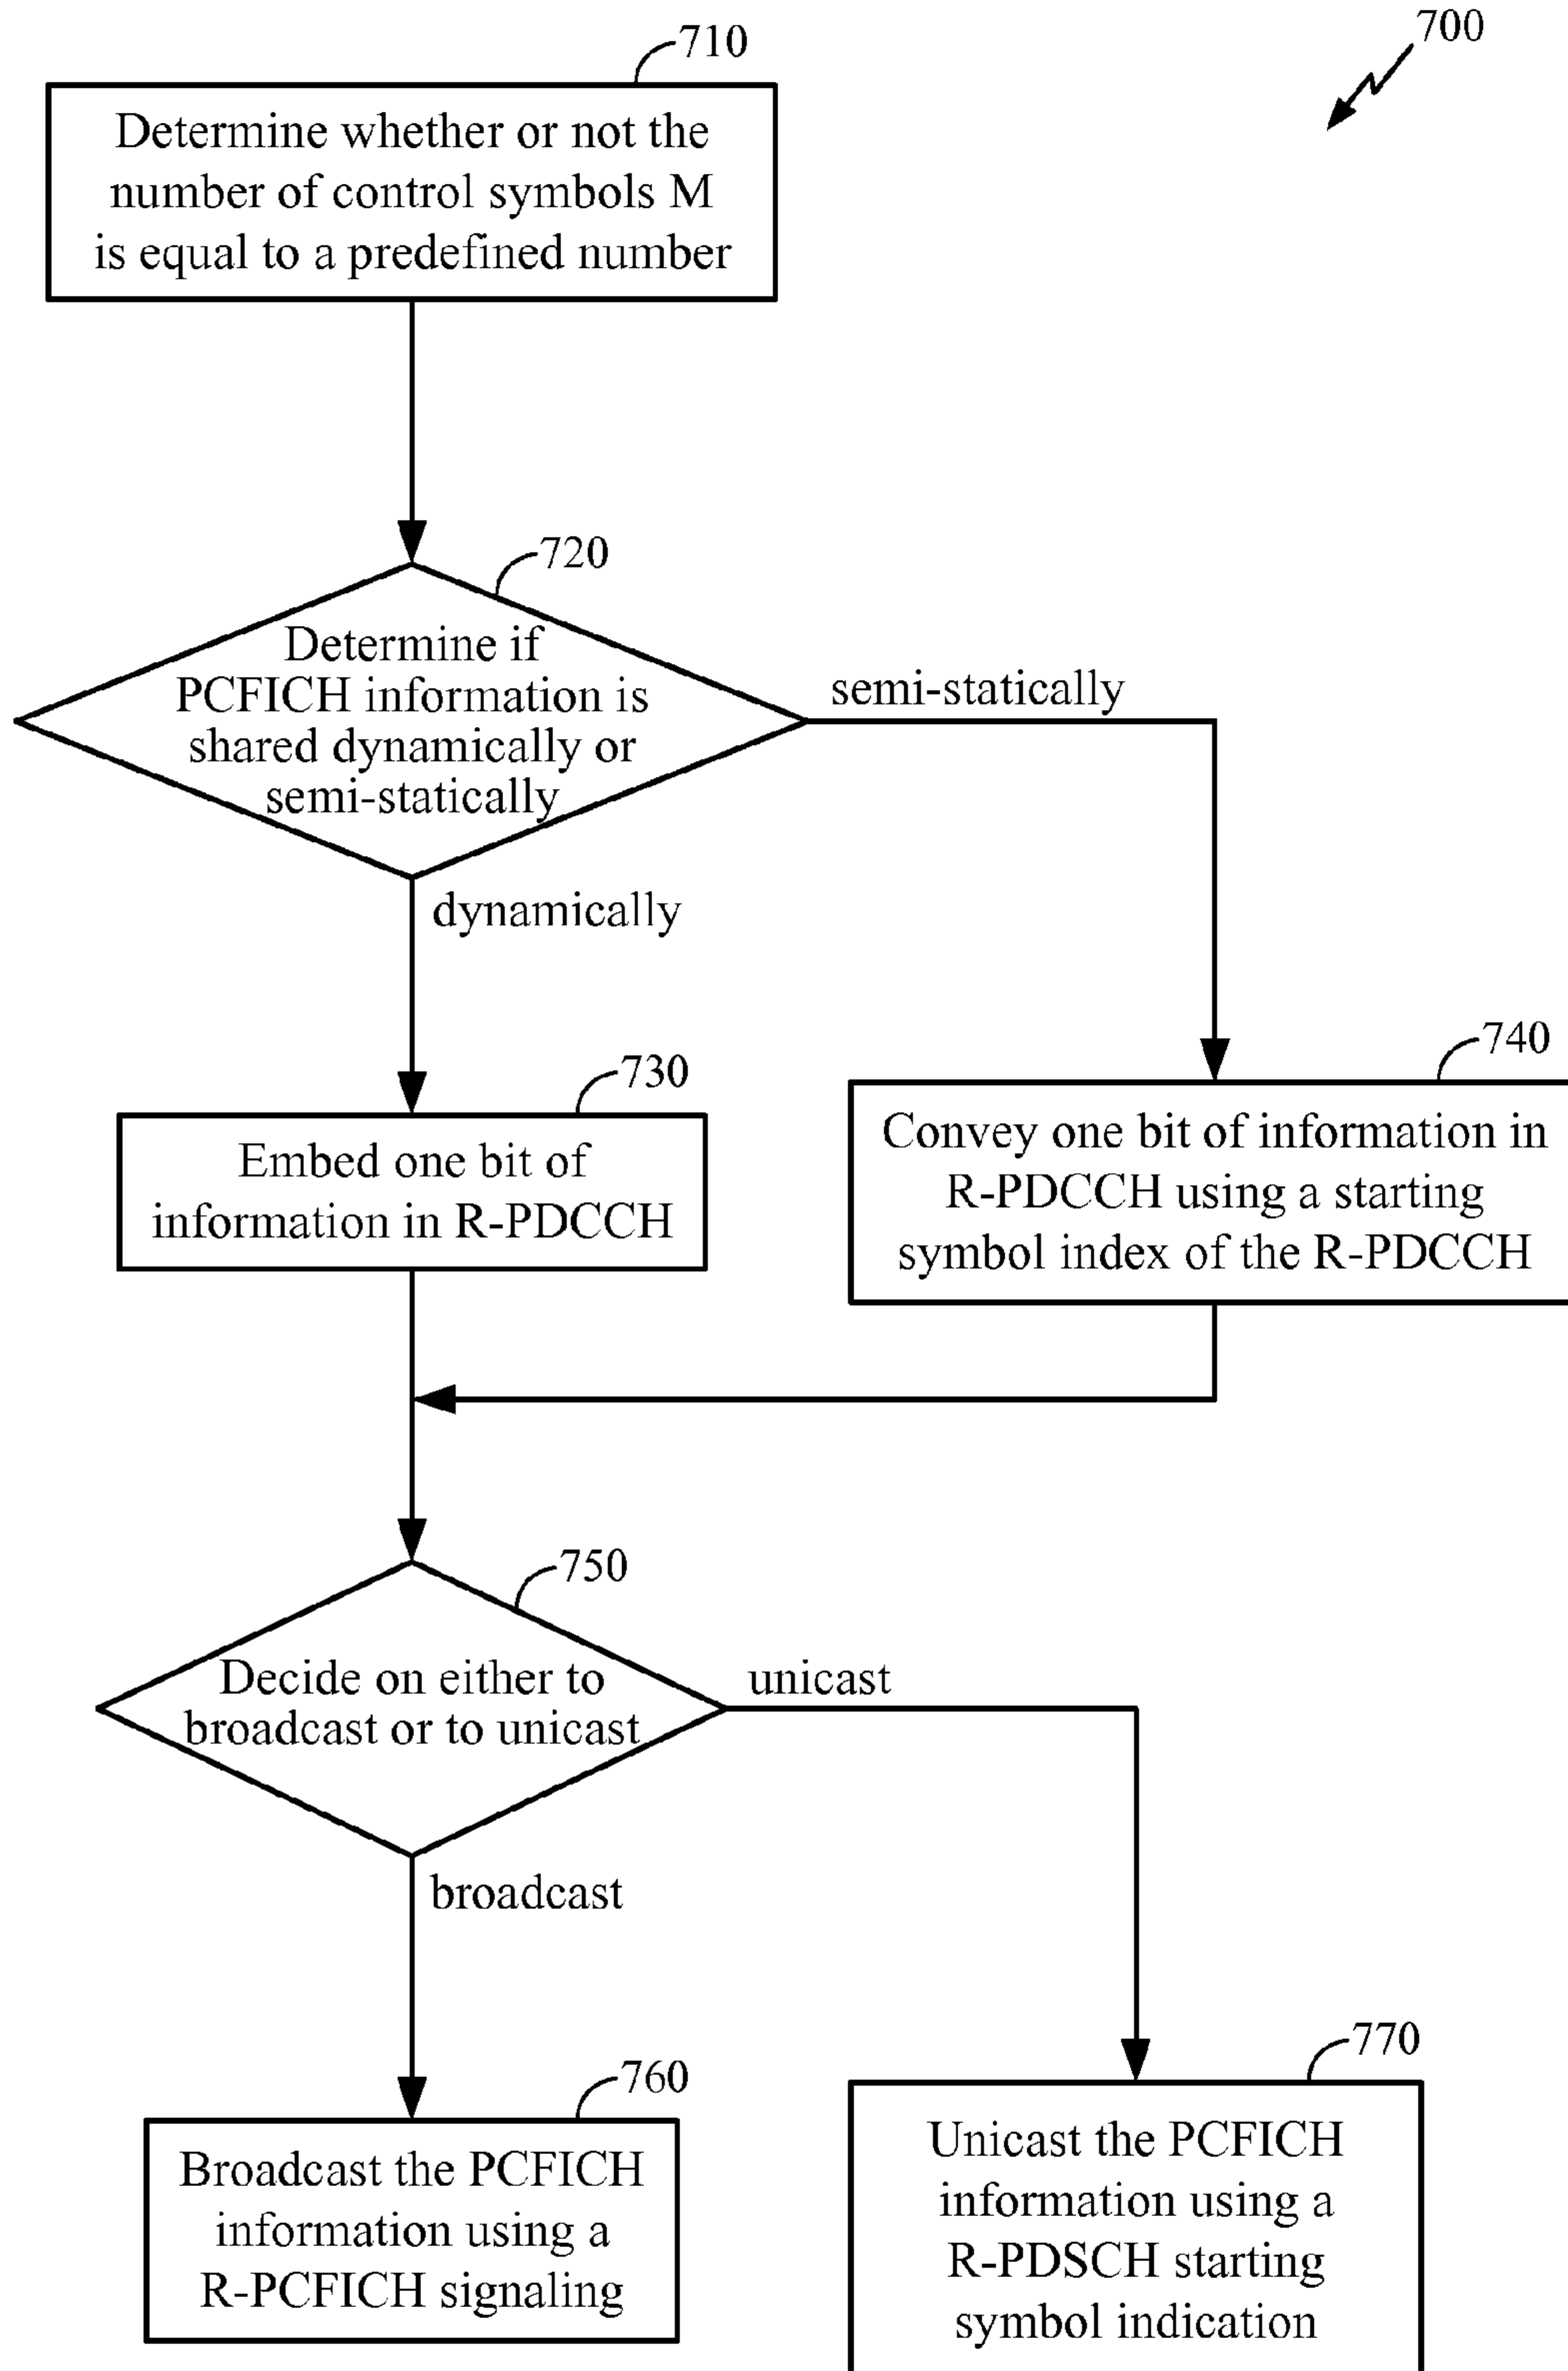 700
710
Determine whether or not the
number of control symbols M
is equal to a predefined number
720
Determine if
PCFICH information is
shared dynamically or
semi-statically
semi-statically
dynamically
730
Embed one bit of
information in R-PDCCH
740
Convey one bit of information in
R-PDCCH using a starting
symbol index of the R-PDCCH
750
Decide on either to
broadcast or to unicast
unicast
broadcast
760
Broadcast the PCFICH
information using a
R-PCFICH signaling
770
Unicast the PCFICH
information using a
R-PDSCH starting
symbol indication